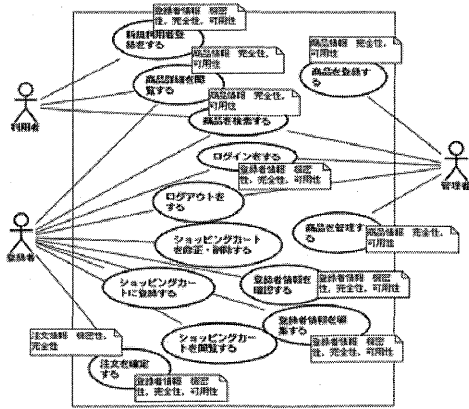 登録者情報 機密
性、完全性、可用性
新規利用者登
録をする
商品情報 完全性、
可用性
商品詳細を閲
覧する
商品情報 完全性、
可用性
商品を登録す
る
商品情報 完全性、
可用性
商品を検索する
利用者
ログインをする
登録者情報 機密
性、完全性、可用性
管理者
ログアウトを
する
登録者
ショッピングカート
を修正・削除する
商品を管理す
る
商品情報 完全性、
可用性
ショッピングカー
トに登録する
登録者情報を
確認する
登録者情報 機密
性、完全性、可用性
登録者情報を編
集する
注文情報 機密性、
完全性
ショッピングカー
トを閲覧する
登録者情報 機密
性、完全性、可用性
注文を確定
する
登録者情報 機密
性、完全性、可用性